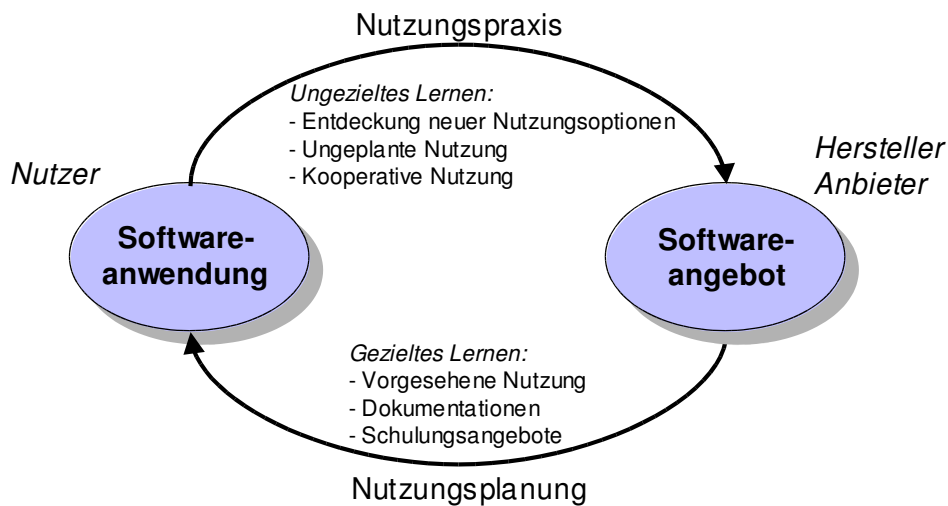 Nutzungspraxis
Ungezieltes Lernen:
- Entdeckung neuer Nutzungsoptionen
- Ungeplante Nutzung
- Kooperative Nutzung
Nutzer
Hersteller
Anbieter
Software-
anwendung
Software-
angebot
Gezieltes Lernen:
- Vorgesehene Nutzung
- Dokumentationen
- Schulungsangebote
Nutzungsplanung